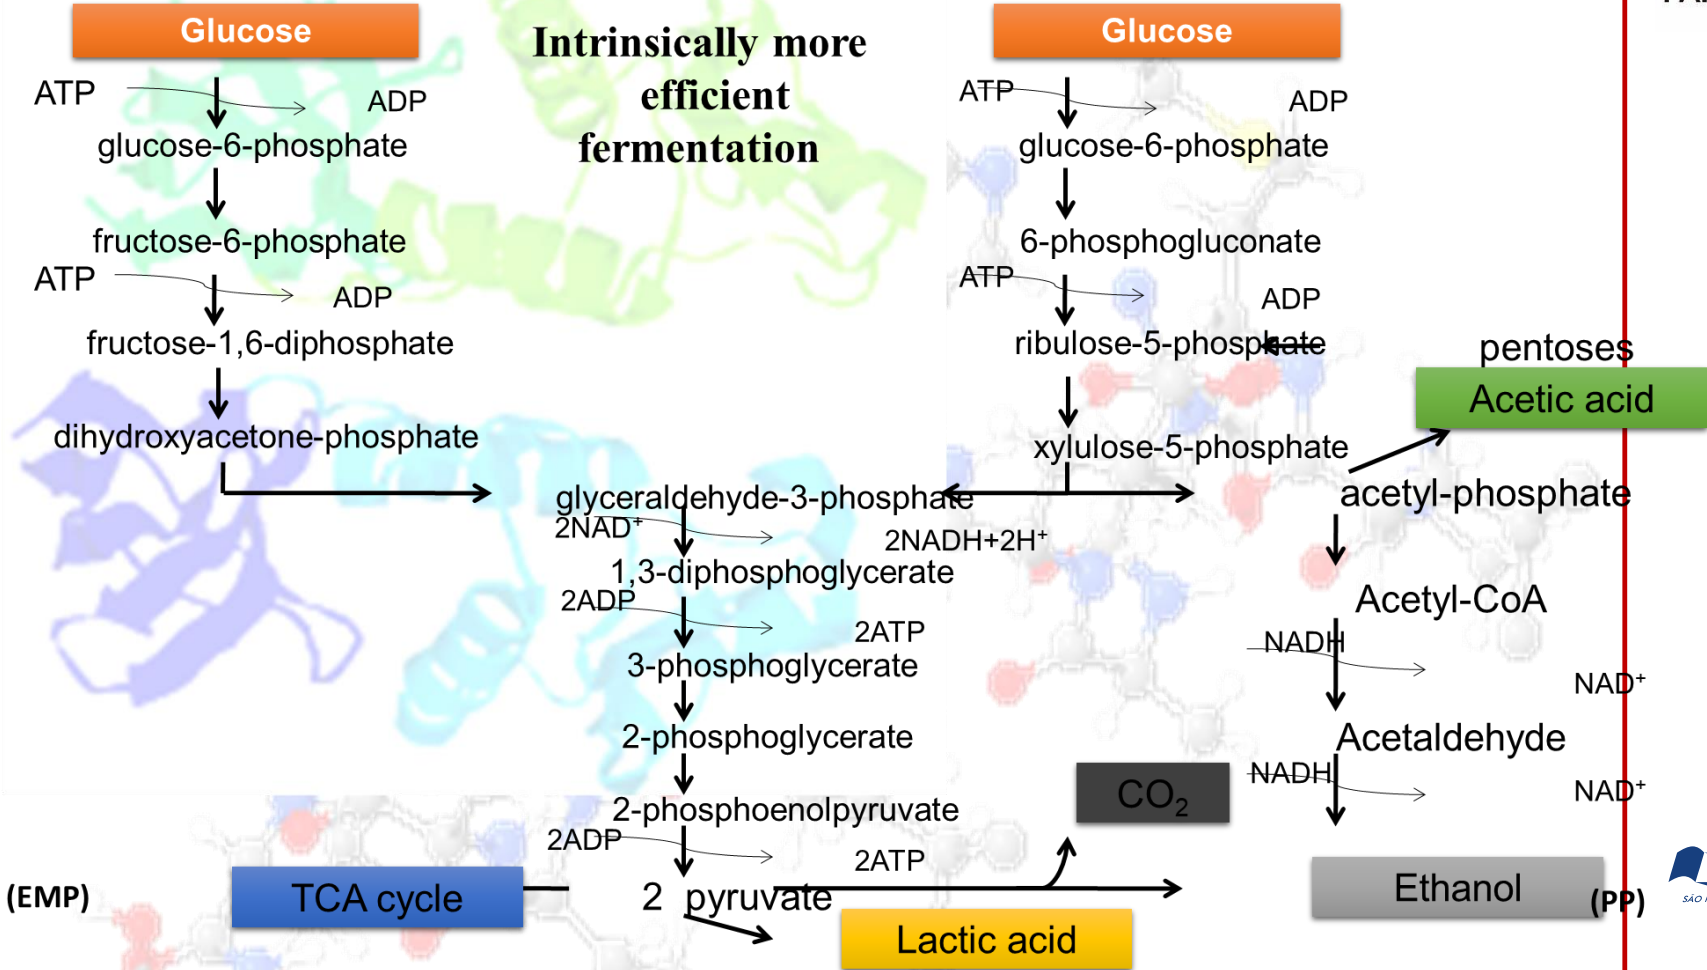 Glucose
ATP
ADP
glucose-6-phosphate
fructose-6-phosphate
ATP
ADP
fructose-1,6-diphosphate
dihydroxyacetone-phosphate
Intrinsically more
efficient
fermentation
Glucose
ATP
ADP
glucose-6-phosphate
6-phosphogluconate
ATP
ADP
ribulose-5-phosphate
pentoses
Acetic acid
xylulose-5-phosphate
glyceraldehyde-3-phosphate
acetyl-phosphate
2NAD⁺
2NADH+2H⁺
1,3-diphosphoglycerate
2ADP
2ATP
3-phosphoglycerate
2-phosphoglycerate
2-phosphoenolpyruvate
2ADP
2ATP
2 pyruvate
Acetyl-CoA
NADH
NAD⁺
Acetaldehyde
NADH
NAD⁺
CO₂
(EMP)
TCA cycle
Lactic acid
Ethanol
(PP)
SÃO